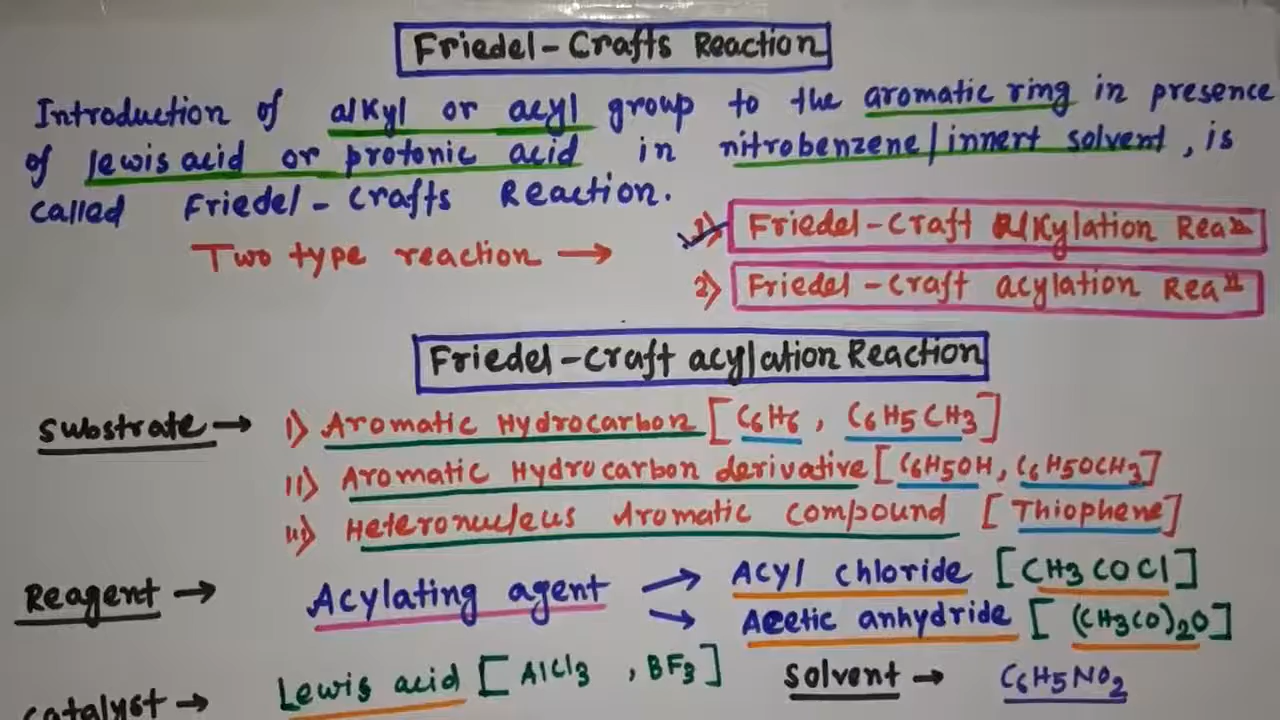 Friedel-Crafts Reaction
Introduction of alkyl or acyl group to the aromatic ring in presence
of lewis acid or protonic acid in nitrobenzene/innert solvent, is
called Friedel-Crafts Reaction.
Two type reaction → 1) Friedel-Craft Alkylation Reaⁿ
2) Friedel-Craft acylation Reaⁿ
Friedel-Craft acylation Reaction
Substrate → i) Aromatic Hydrocarbon [C6H6, C6H5CH3]
ii) Aromatic Hydrocarbon derivative [C6H5OH, C6H5OCH3]
iii) Heteronucleus Aromatic Compound [Thiophene]
Reagent → Acylating agent → Acyl chloride [CH3COCl]
→ Acetic anhydride [(CH3CO)2O]
Catalyst → Lewis acid [AlCl3, BF3] Solvent → C6H5NO2